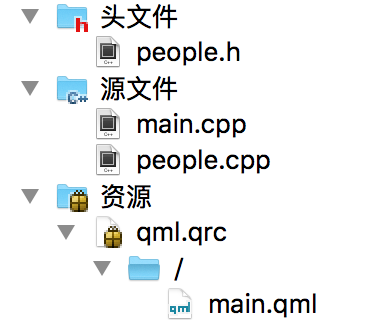 头文件
people.h
源文件
main.cpp
people.cpp
资源
qml.qrc
/
main.qml